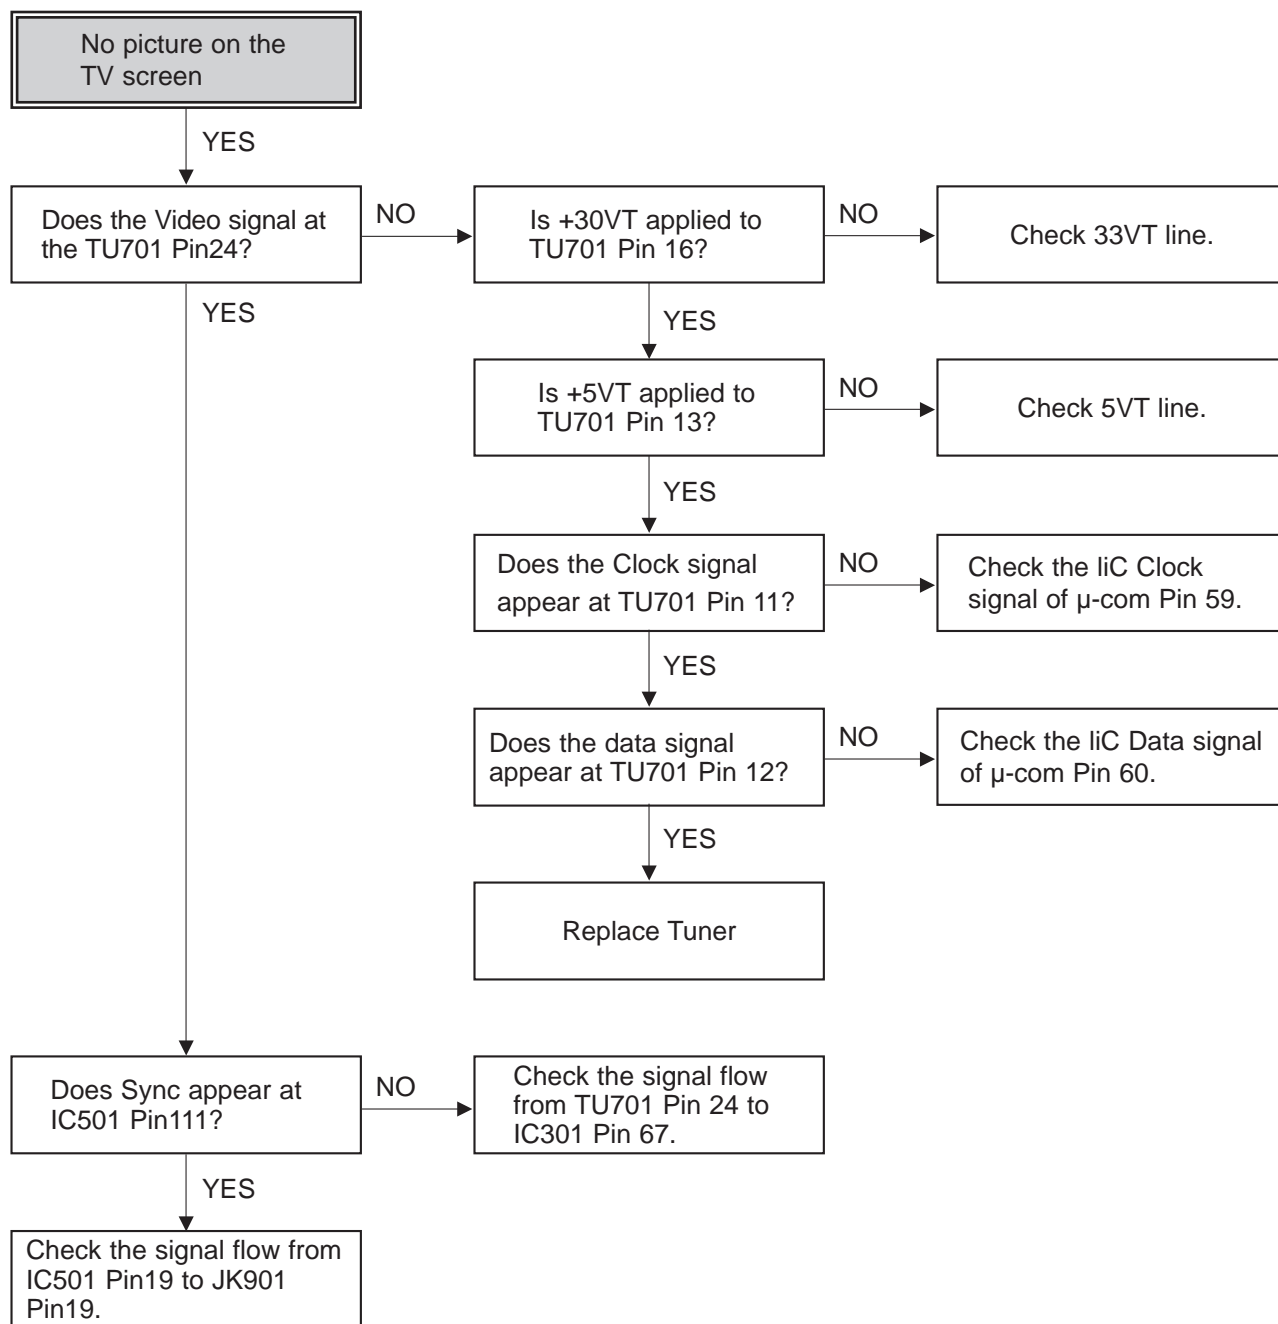 No picture on the
TV screen
YES
Does the Video signal at
the TU701 Pin24?
NO
Is +30VT applied to
TU701 Pin 16?
NO
Check 33VT line.
YES
YES
Is +5VT applied to
TU701 Pin 13?
NO
Check 5VT line.
YES
Does the Clock signal
appear at TU701 Pin 11?
NO
Check the IiC Clock
signal of µ-com Pin 59.
YES
Does the data signal
appear at TU701 Pin 12?
NO
Check the IiC Data signal
of µ-com Pin 60.
YES
Replace Tuner
Does Sync appear at
IC501 Pin111?
NO
Check the signal flow
from TU701 Pin 24 to
IC301 Pin 67.
YES
Check the signal flow from
IC501 Pin19 to JK901
Pin19.